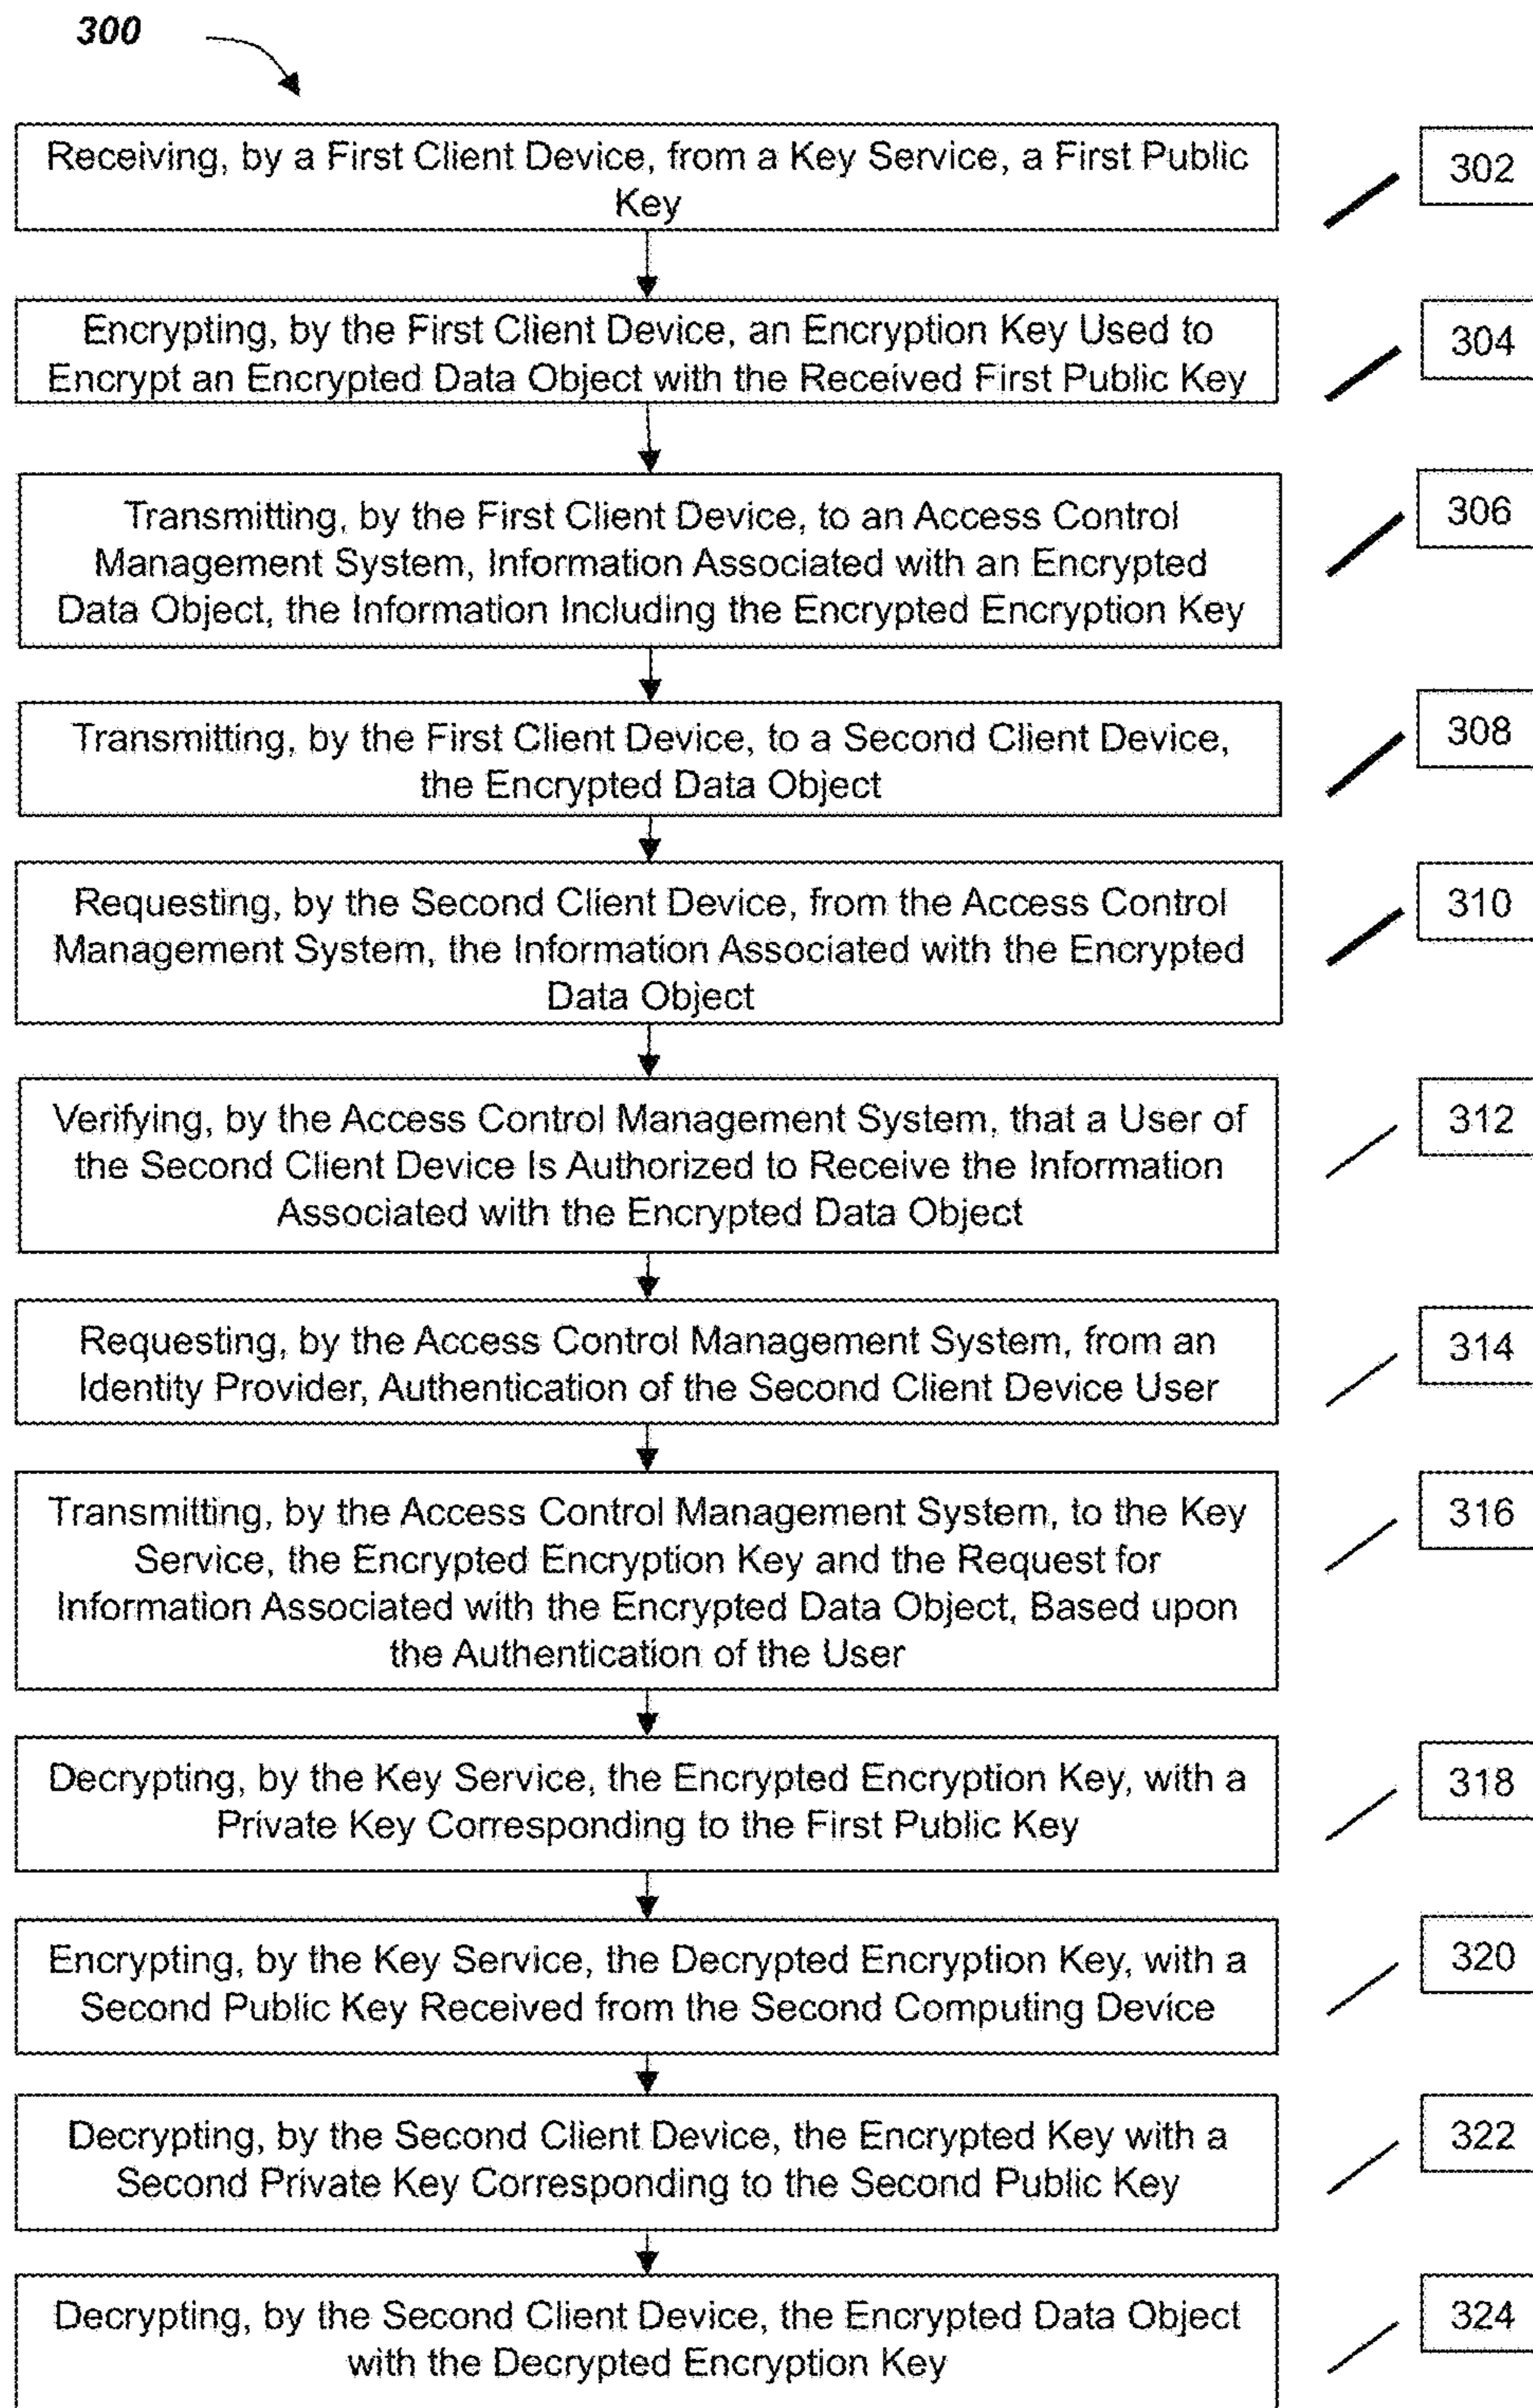 300
Receiving, by a First Client Device, from a Key Service, a First Public
Key
302
Encrypting, by the First Client Device, an Encryption Key Used to
Encrypt an Encrypted Data Object with the Received First Public Key
304
Transmitting, by the First Client Device, to an Access Control
Management System, Information Associated with an Encrypted
Data Object, the Information Including the Encrypted Encryption Key
306
Transmitting, by the First Client Device, to a Second Client Device,
the Encrypted Data Object
308
Requesting, by the Second Client Device, from the Access Control
Management System, the Information Associated with the Encrypted
Data Object
310
Verifying, by the Access Control Management System, that a User of
the Second Client Device Is Authorized to Receive the Information
Associated with the Encrypted Data Object
312
Requesting, by the Access Control Management System, from an
Identity Provider, Authentication of the Second Client Device User
314
Transmitting, by the Access Control Management System, to the Key
Service, the Encrypted Encryption Key and the Request for
Information Associated with the Encrypted Data Object, Based upon
the Authentication of the User
316
Decrypting, by the Key Service, the Encrypted Encryption Key, with a
Private Key Corresponding to the First Public Key
318
Encrypting, by the Key Service, the Decrypted Encryption Key, with a
Second Public Key Received from the Second Computing Device
320
Decrypting, by the Second Client Device, the Encrypted Key with a
Second Private Key Corresponding to the Second Public Key
322
Decrypting, by the Second Client Device, the Encrypted Data Object
with the Decrypted Encryption Key
324